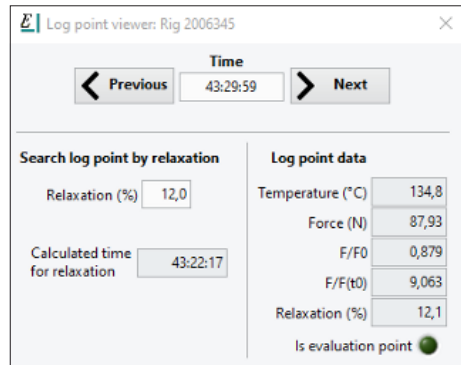 E Log point viewer: Rig 2006345
Time
Previous 43:29:59 Next
Search log point by relaxation
Relaxation (%) 12,0
Calculated time
for relaxation 43:22:17
Log point data
Temperature (°C) 134,8
Force (N) 87,93
F/F0 0,879
F/F(t0) 9,063
Relaxation (%) 12,1
Is evaluation point